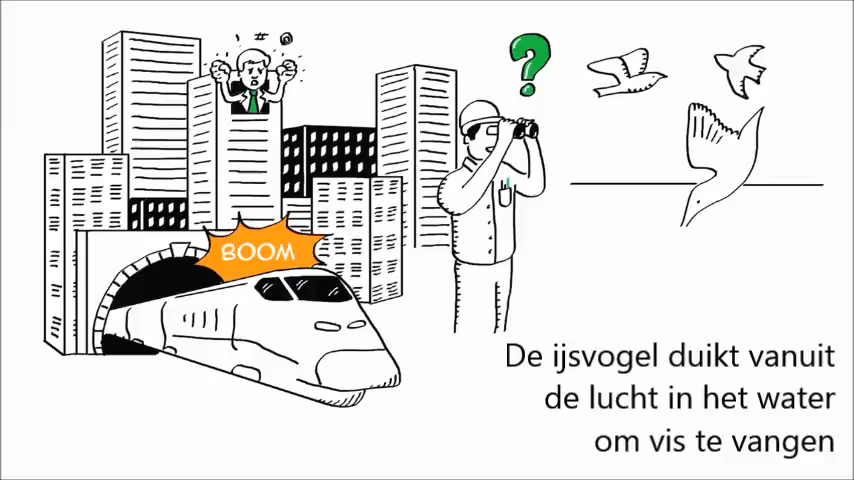 BOOM
?
De ijsvogel duikt vanuit
de lucht in het water
om vis te vangen